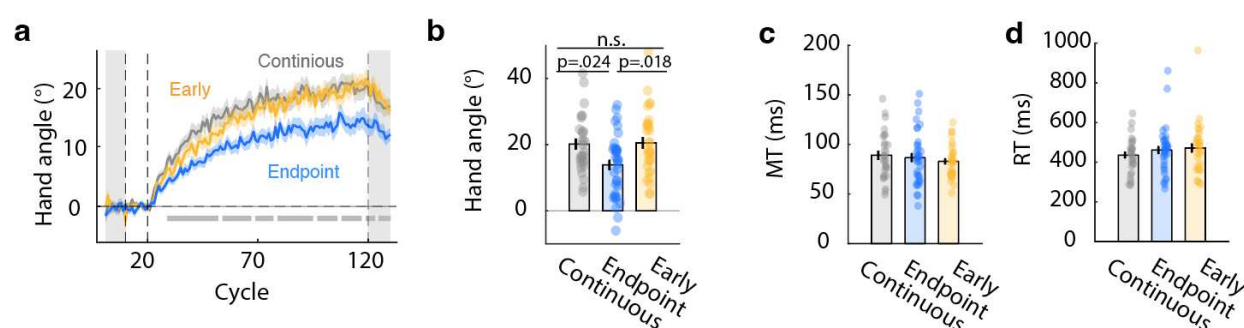 a
Continious
Early
Endpoint
Hand angle (°)
20
10
0
20
70
120
Cycle
b
n.s.
p=.024
p=.018
Hand angle (°)
40
20
0
Continuous
Endpoint
Early
c
MT (ms)
200
150
100
50
0
Continuous
Endpoint
Early
d
RT (ms)
1000
800
600
400
200
0
Continuous
Endpoint
Early